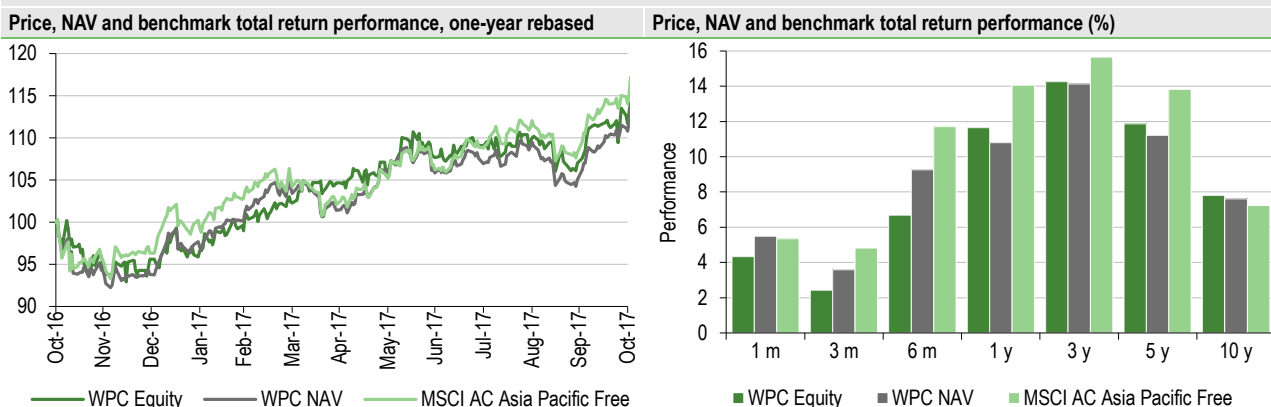 Price, NAV and benchmark total return performance, one-year rebased
120
115
110
105
100
95
90
Oct-16
Nov-16
Dec-16
Jan-17
Feb-17
Mar-17
Apr-17
May-17
Jun-17
Jul-17
Aug-17
Sep-17
Oct-17
WPC Equity WPC NAV MSCI AC Asia Pacific Free
Price, NAV and benchmark total return performance (%)
Performance
16
14
12
10
8
6
4
2
0
1 m 3 m 6 m 1 y 3 y 5 y 10 y
WPC Equity WPC NAV MSCI AC Asia Pacific Free